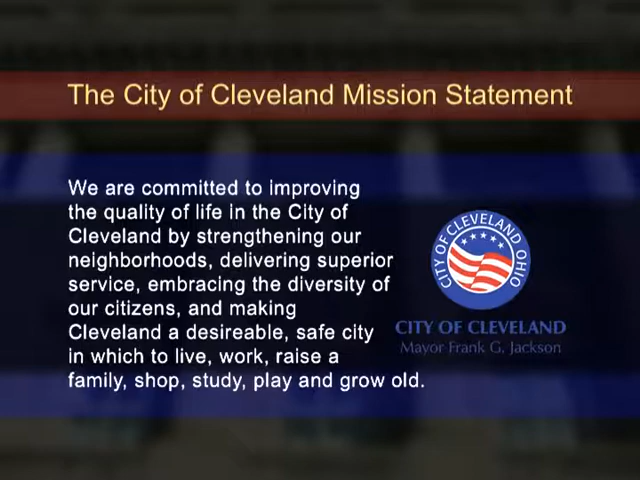 The City of Cleveland Mission Statement
We are committed to improving
the quality of life in the City of
Cleveland by strengthening our
neighborhoods, delivering superior
service, embracing the diversity of
our citizens, and making
Cleveland a desireable, safe city
in which to live, work, raise a
family, shop, study, play and grow old.
CITY OF CLEVELAND OHIO
CITY OF CLEVELAND
Mayor Frank G. Jackson